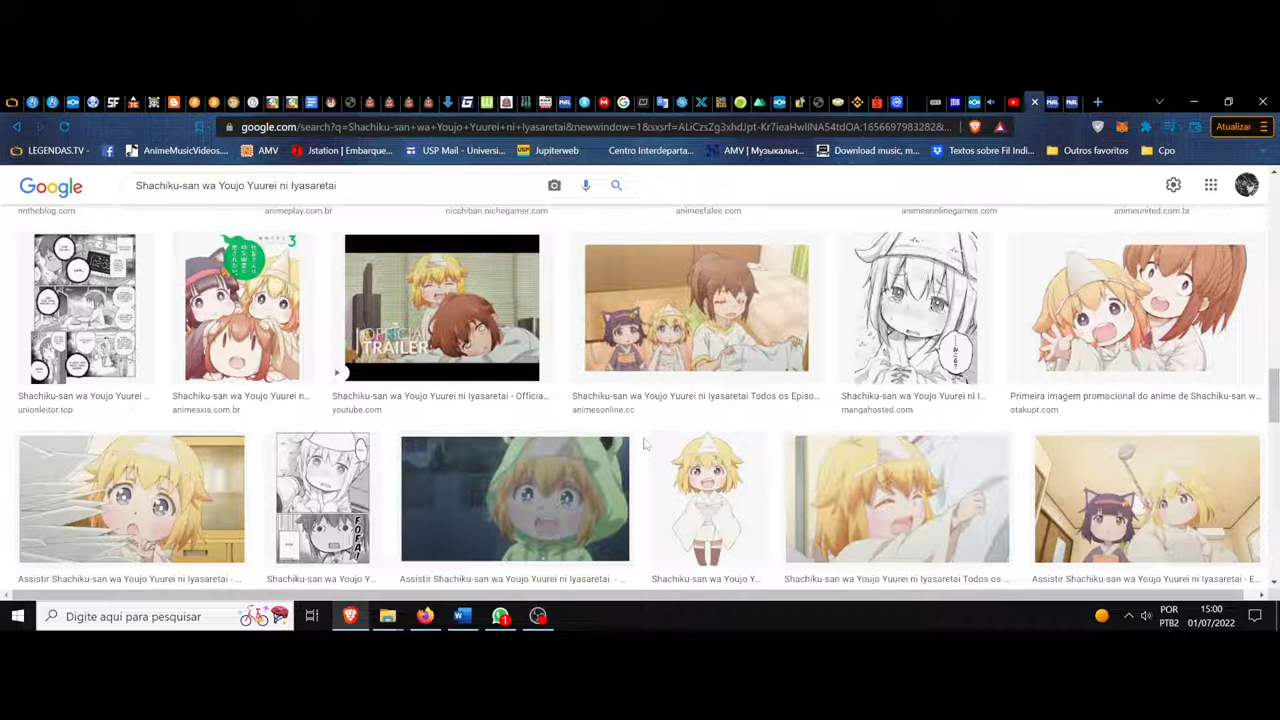 google.com/search?q=Shachiku-san+wa+Youjo+Yuurei+ni+Iyasaretai&newwindow=1&sxsrf=ALiCzsZg3xhdJpt-Kr7ieaHwlINA54tdOA:1656697983282&...
Atualizar
LEGENDAS.TV - AnimeMusicVideos... AMV Jstation | Embarque... USP Mail - Universi... Jupiterweb Centro Interdeparta... AMV | Музыкальн... Download music, m... Textos sobre Fil Indi... Outros favoritos Cpo
Google Shachiku-san wa Youjo Yuurei ni Iyasaretai
nntheblog.com animeplay.com.br nicchiban.nichegamer.com animesfalse.com animesonlinegames.com animeunited.com.br
3
OFFICIAL
TRAILER
Shachiku-san wa Youjo Yuurei ... Shachiku-san wa Youjo Yuurei n... Shachiku-san wa Youjo Yuurei ni Iyasaretai - Officia... Shachiku-san wa Youjo Yuurei ni Iyasaretai Todos os Episo... Shachiku-san wa Youjo Yuurei ni I... Primeira imagem promocional do anime de Shachiku-san w...
unionleitor.top animesxis.com.br youtube.com animesonline.cc mangahosted.com otakupt.com
FOFA!
Assistir Shachiku-san wa Youjo Yuurei ni Iyasaretai - ... Shachiku-san wa Youjo Y... Assistir Shachiku-san wa Youjo Yuurei ni Iyasaretai. - ... Shachiku-san wa Youjo Y... Shachiku-san wa Youjo Yuurei ni Iyasaretai Todos os ... Assistir Shachiku-san wa Youjo Yuurei ni Iyasaretai - E...
Digite aqui para pesquisar
POR 15:00
PTB2 01/07/2022